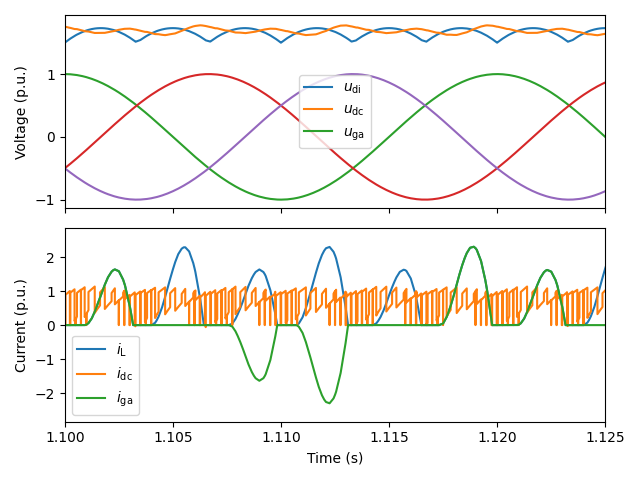 Voltage (p.u.)
1
0
−1
u_di
u_dc
u_ga
Current (p.u.)
2
1
0
−1
−2
i_L
i_dc
i_ga
1.100 1.105 1.110 1.115 1.120 1.125
Time (s)